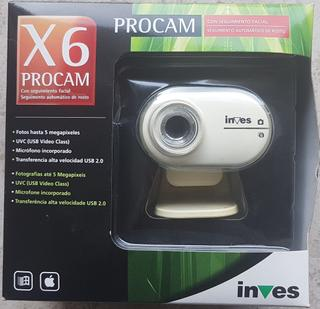 X6
PROCAM
Con seguimiento facial
Seguimento automático de rosto
PROCAM
CON SEGUIMIENTO FACIAL
SEGUIMENTO AUTOMÁTICO DE ROSTO
• Fotos hasta 5 megapixeles
• UVC (USB Video Class)
• Micrófono incorporado
• Transferencia alta velocidad USB 2.0
• Fotografias até 5 Megapixeis
• UVC (USB Video Class)
• Microfone incorporado
• Transferência alta velocidade USB 2.0
inves
inves